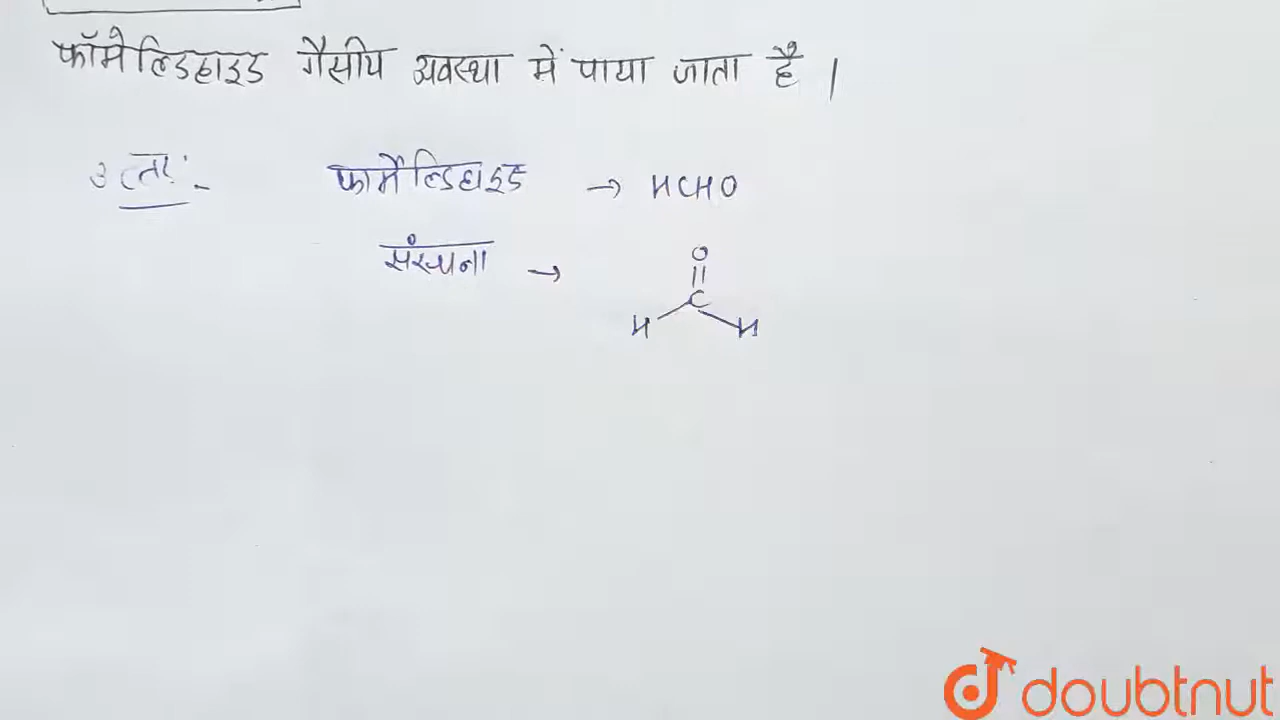 फॉर्मेल्डिहाइड गैसीय अवस्था में पाया जाता है |
उत्तर:-
फार्मेल्डिहाइड → HCHO
संरचना →
O
C
H H
doubtnut